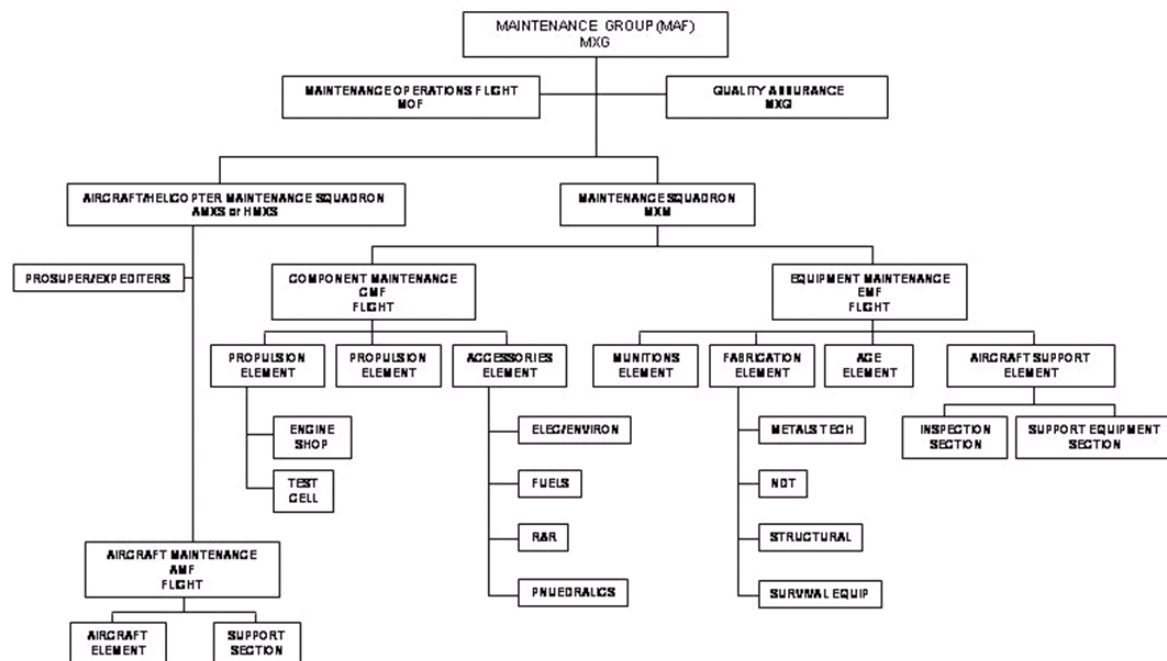 MAINTENANCE GROUP (MAF)
MXG
MAINTENANCE OPERATIONS FLIGHT
MOF
QUALITY ASSURANCE
MXQ
AIRCRAFT/HELICOPTER MAINTENANCE SQUADRON
AMXS or HMXS
MAINTENANCE SQUADRON
MXM
PROSUPER/EXPEDITERS
COMPONENT MAINTENANCE
CMF
FLIGHT
EQUIPMENT MAINTENANCE
EMF
FLIGHT
PROPULSION
ELEMENT
PROPULSION
ELEMENT
ACCESSORIES
ELEMENT
MUNITIONS
ELEMENT
FABRICATION
ELEMENT
AGE
ELEMENT
AIRCRAFT SUPPORT
ELEMENT
ENGINE
SHOP
TEST
CELL
ELEC/ENVIRON
FUELS
R&R
PNUEDRALICS
METALS TECH
NDT
STRUCTURAL
SURVIVAL EQUIP
INSPECTION
SECTION
SUPPORT EQUIPMENT
SECTION
AIRCRAFT MAINTENANCE
AMF
FLIGHT
AIRCRAFT
ELEMENT
SUPPORT
SECTION